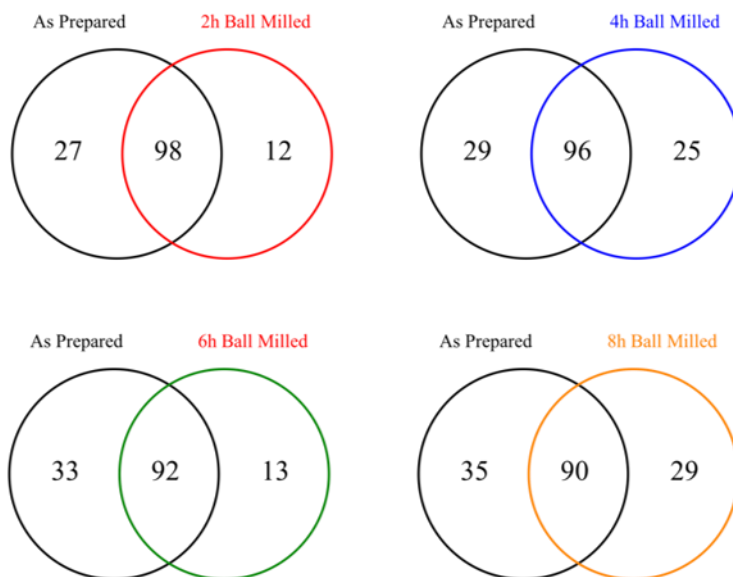 As Prepared 2h Ball Milled
27 98 12
As Prepared 4h Ball Milled
29 96 25
As Prepared 6h Ball Milled
33 92 13
As Prepared 8h Ball Milled
35 90 29